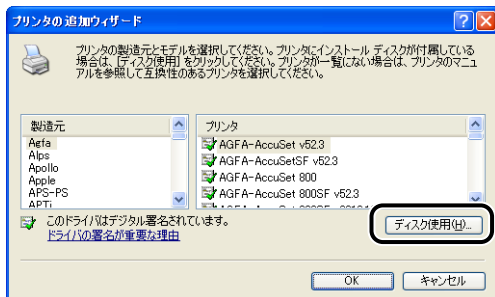 プリンタの追加ウィザード
プリンタの製造元とモデルを選択してください。プリンタにインストール ディスクが付属している
場合は、[ディスク使用] をクリックしてください。プリンタが一覧にない場合は、プリンタのマニュ
アルを参照して互換性のあるプリンタを選択してください。
製造元
Agfa
Alps
Apollo
Apple
APS-PS
APTi
プリンタ
AGFA-AccuSet v52.3
AGFA-AccuSetSF v52.3
AGFA-AccuSet 800
AGFA-AccuSet 800SF v52.3
このドライバはデジタル署名されています。
ドライバの署名が重要な理由
ディスク使用(H)...
OK
キャンセル